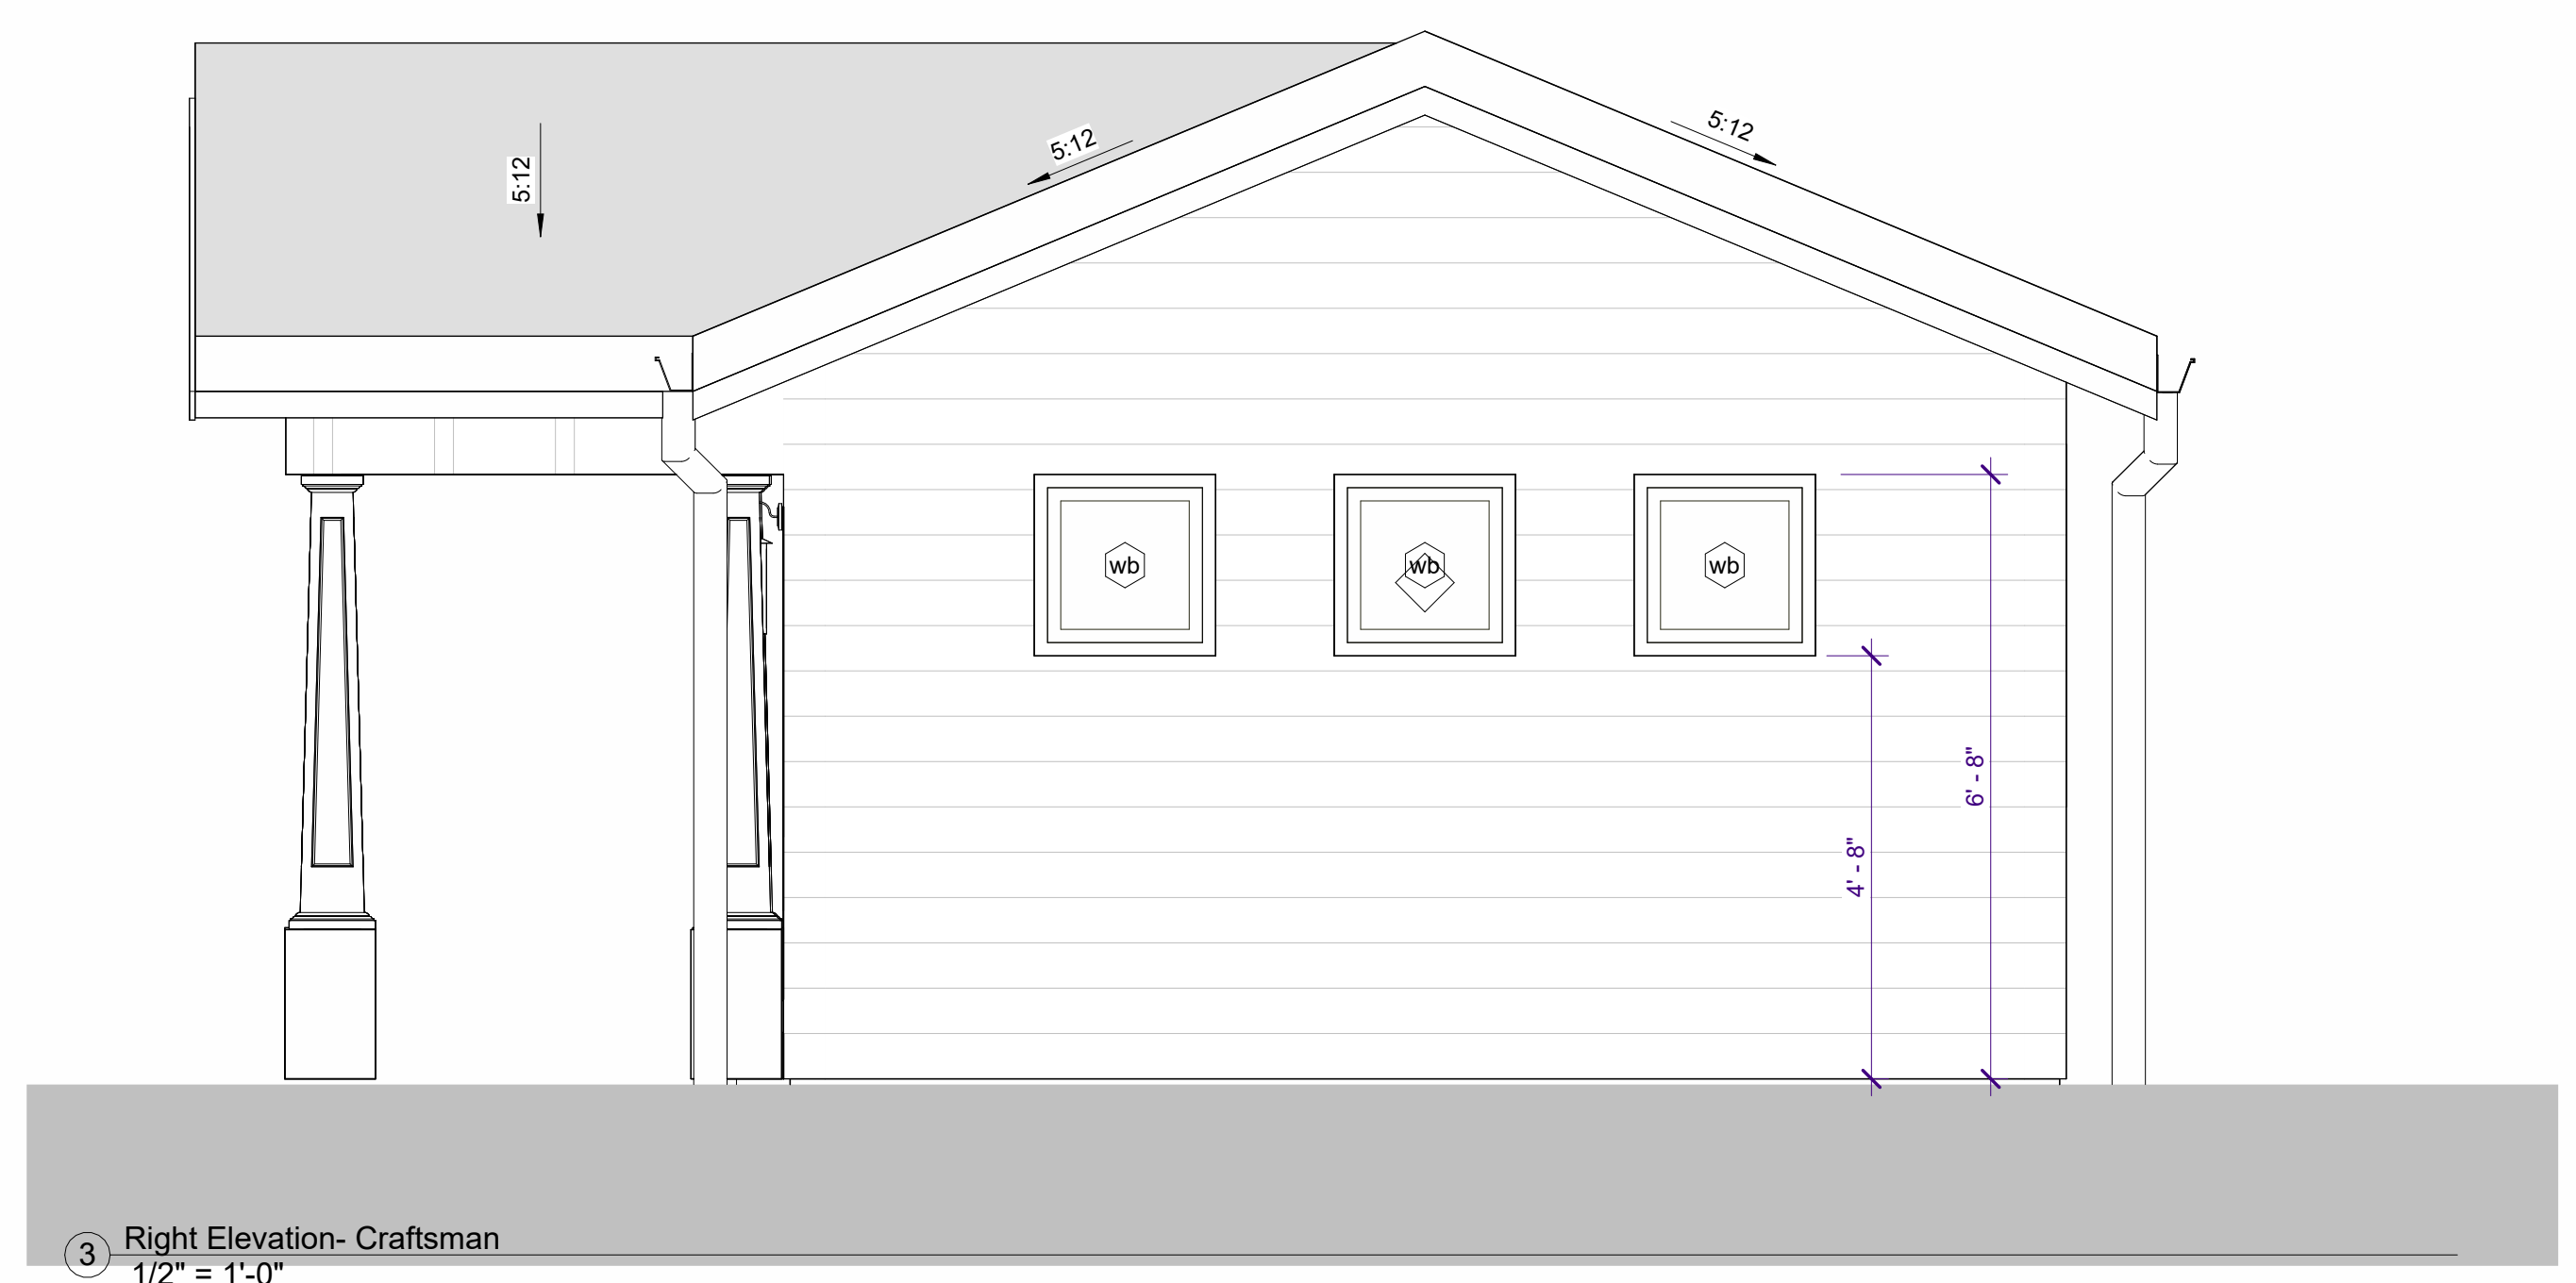 5:12
5:12
5:12
wb
wb
wb
6' - 8"
4' - 8"
3
Right Elevation- Craftsman
1/2" = 1'-0"